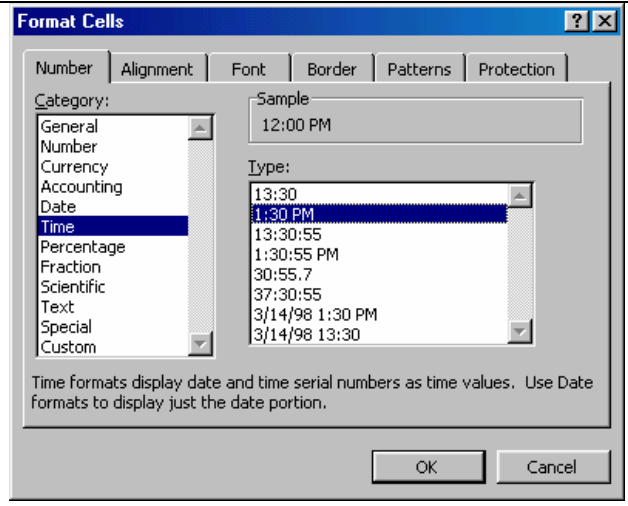 Format Cells
Number Alignment Font Border Patterns Protection
Category:
General
Number
Currency
Accounting
Date
Time
Percentage
Fraction
Scientific
Text
Special
Custom
Sample
12:00 PM
Type:
13:30
1:30 PM
13:30:55
1:30:55 PM
30:55.7
37:30:55
3/14/98 1:30 PM
3/14/98 13:30
Time formats display date and time serial numbers as time values. Use Date
formats to display just the date portion.
OK Cancel